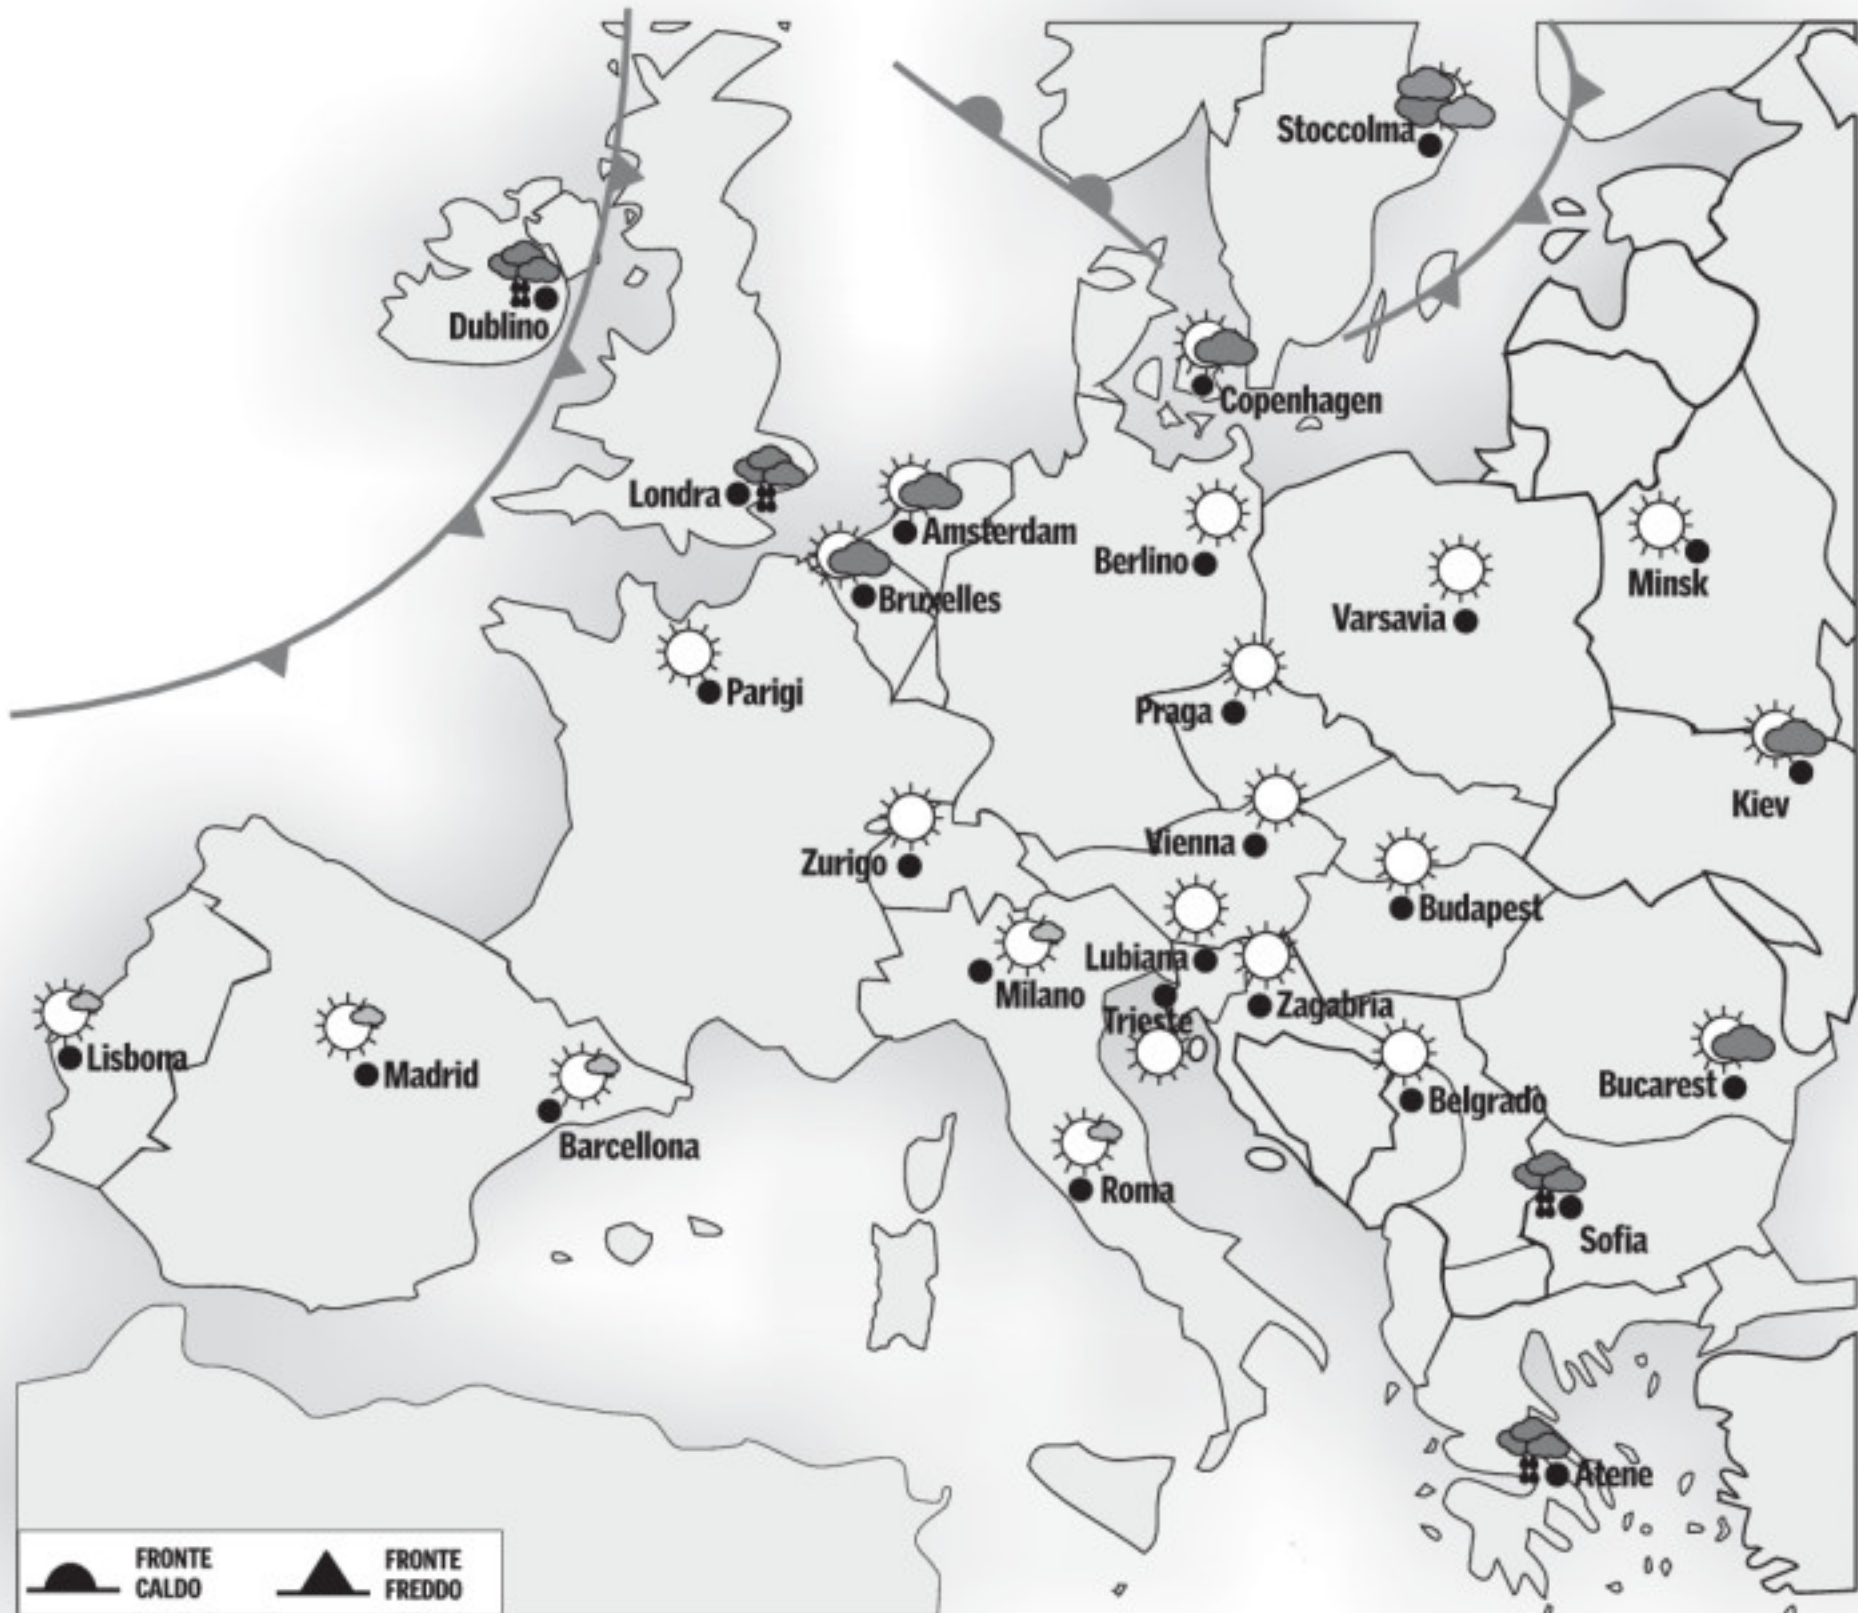 Stoccolma
Dublino
Copenhagen
Londra
Amsterdam
Berlino
Minsk
Bruxelles
Varsavia
Parigi
Praga
Kiev
Vienna
Zurigo
Budapest
Lubiana
Milano
Zagabria
Trieste
Lisbona
Madrid
Bucarest
Belgrado
Barcellona
Roma
Sofia
Atene
FRONTE
CALDO
FRONTE
FREDDO